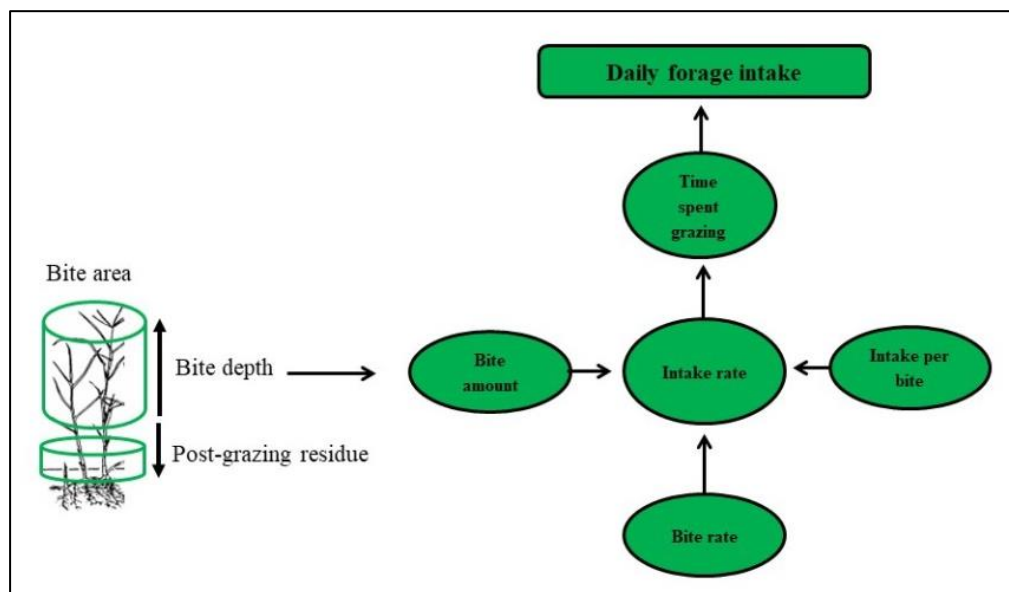 Daily forage intake
Time
spent
grazing
Bite area
Bite depth
Post-grazing residue
Bite
amount
Intake rate
Intake per
bite
Bite rate